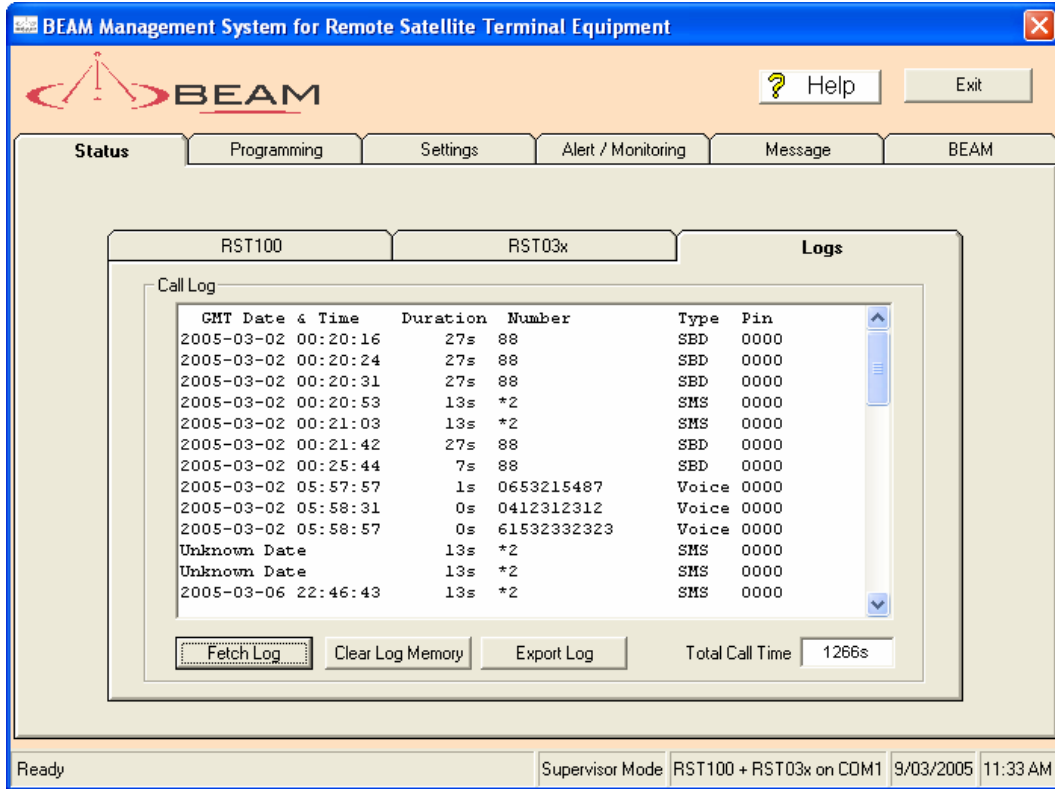 BEAM Management System for Remote Satellite Terminal Equipment
BEAM
? Help
Exit
Status Programming Settings Alert / Monitoring Message BEAM
RST100 RST03x Logs
Call Log
GMT Date & Time Duration Number Type Pin
2005-03-02 00:20:16 27s 88 SBD 0000
2005-03-02 00:20:24 27s 88 SBD 0000
2005-03-02 00:20:31 27s 88 SBD 0000
2005-03-02 00:20:53 13s *2 SMS 0000
2005-03-02 00:21:03 13s *2 SMS 0000
2005-03-02 00:21:42 27s 88 SBD 0000
2005-03-02 00:25:44 7s 88 SBD 0000
2005-03-02 05:57:57 1s 0653215487 Voice 0000
2005-03-02 05:58:31 0s 0412312312 Voice 0000
2005-03-02 05:58:57 0s 61532332323 Voice 0000
Unknown Date 13s *2 SMS 0000
Unknown Date 13s *2 SMS 0000
2005-03-06 22:46:43 13s *2 SMS 0000
Fetch Log Clear Log Memory Export Log Total Call Time 1266s
Ready Supervisor Mode RST100 + RST03x on COM1 9/03/2005 11:33 AM